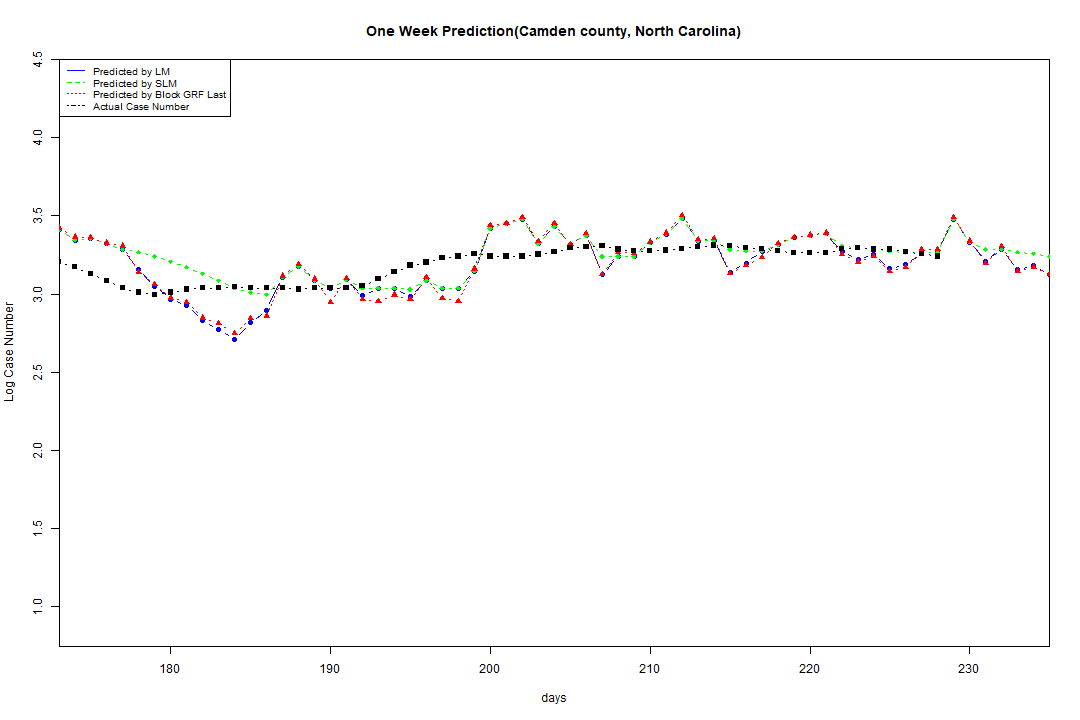 One Week Prediction(Camden county, North Carolina)
Predicted by LM
Predicted by SLM
Predicted by Block GRF Last
Actual Case Number
4.5
4.0
3.5
3.0
2.5
2.0
1.5
1.0
Log Case Number
180 190 200 210 220 230
days